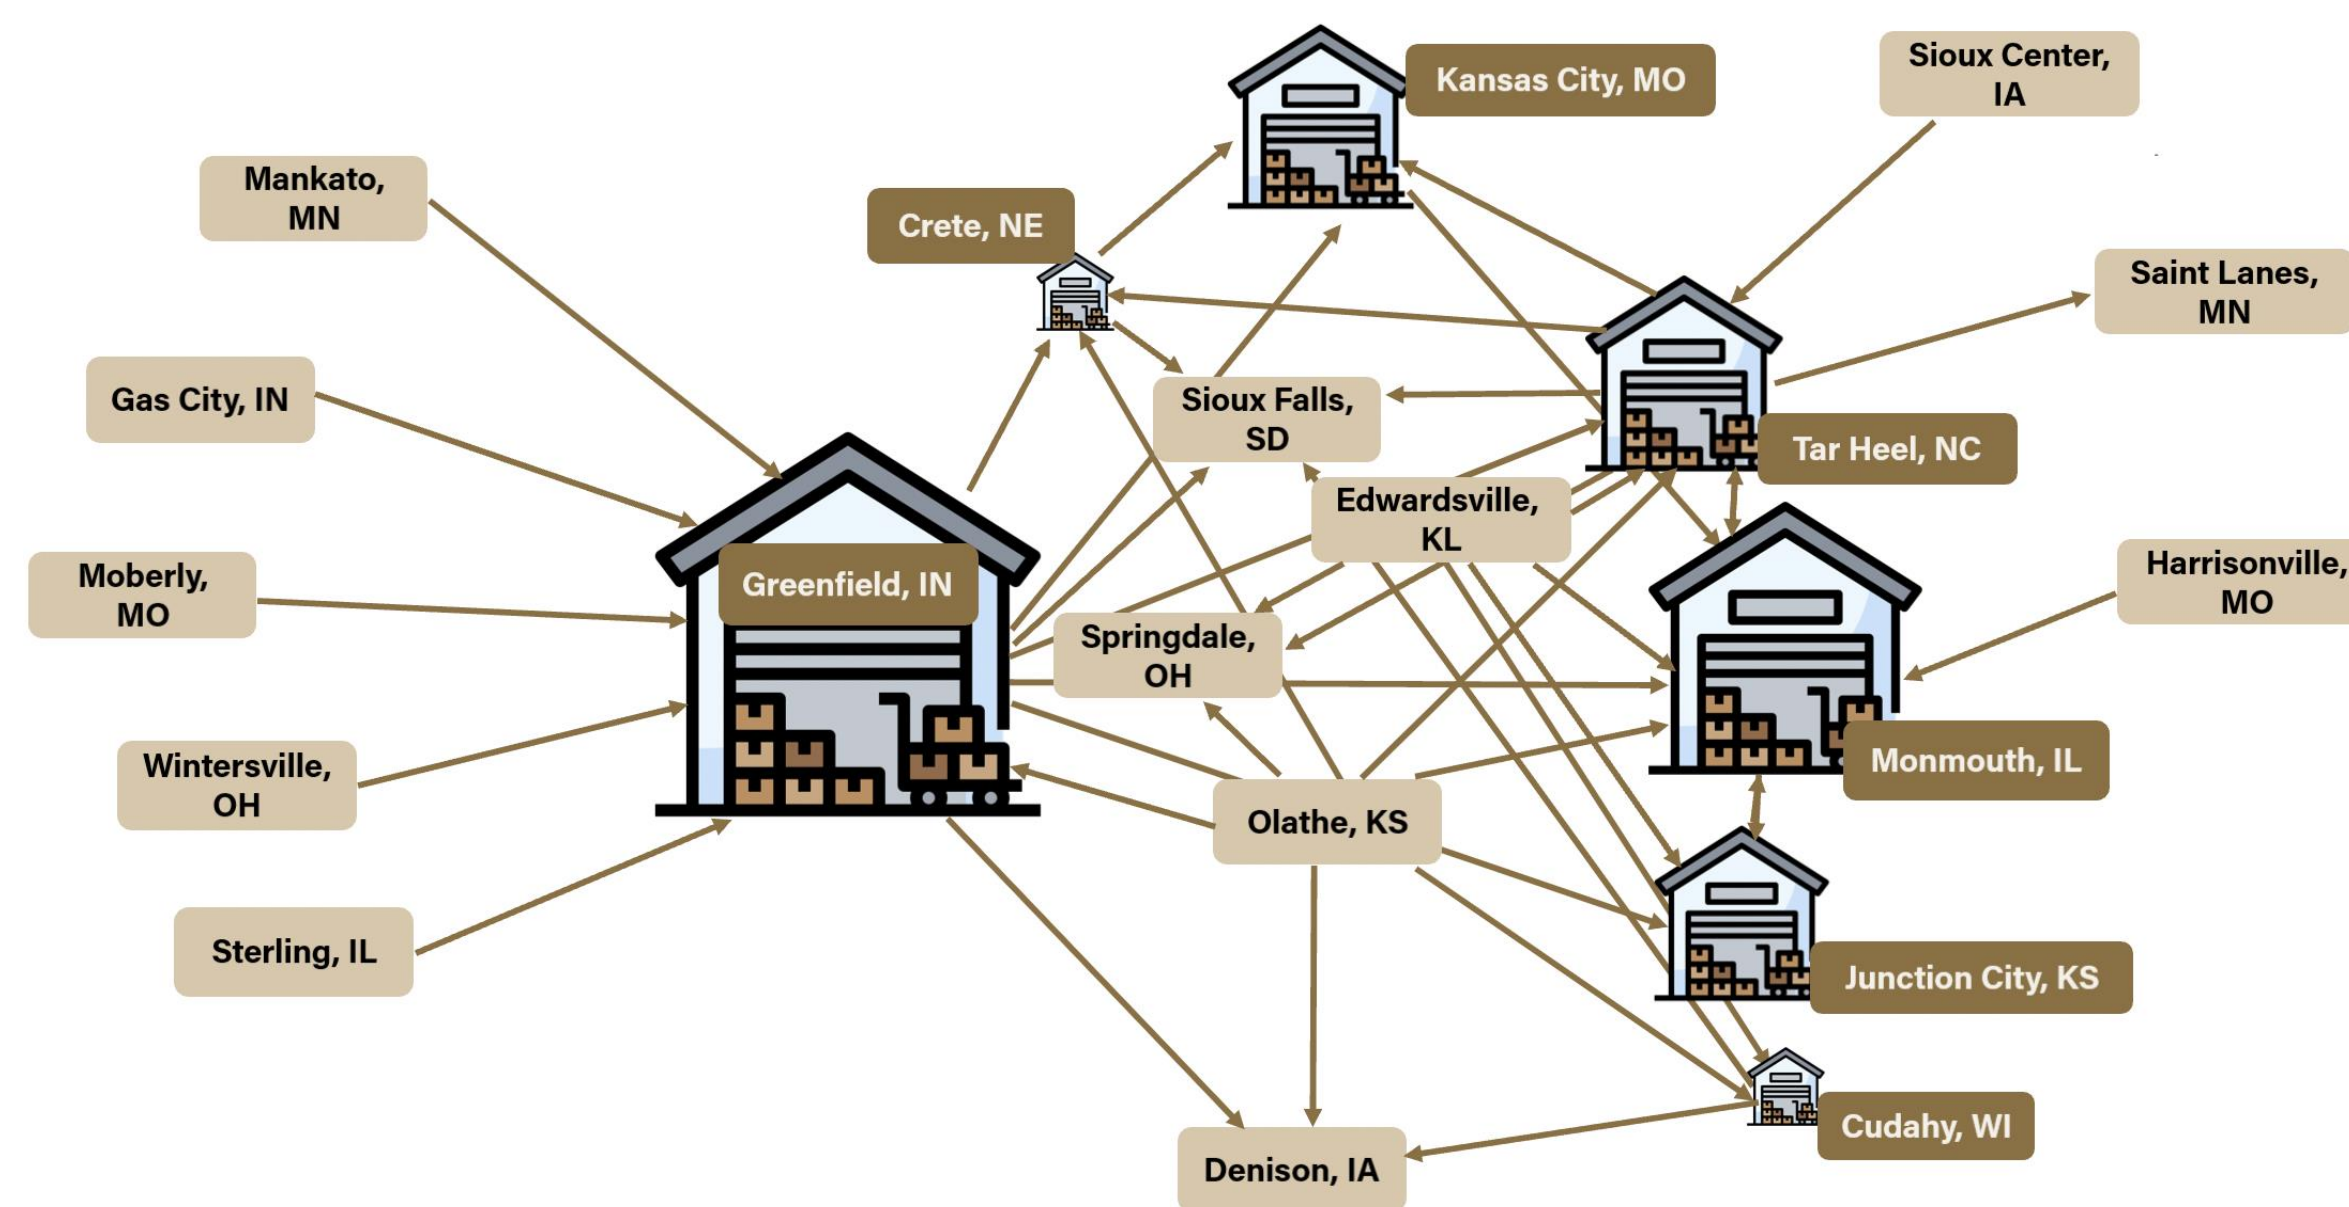 Kansas City, MO
Sioux Center,
IA
Mankato,
MN
Crete, NE
Saint Lanes,
MN
Gas City, IN
Sioux Falls,
SD
Tar Heel, NC
Edwardsville,
KL
Moberly,
MO
Greenfield, IN
Harrisonville,
MO
Springdale,
OH
Wintersville,
OH
Monmouth, IL
Olathe, KS
Sterling, IL
Junction City, KS
Cudahy, WI
Denison, IA